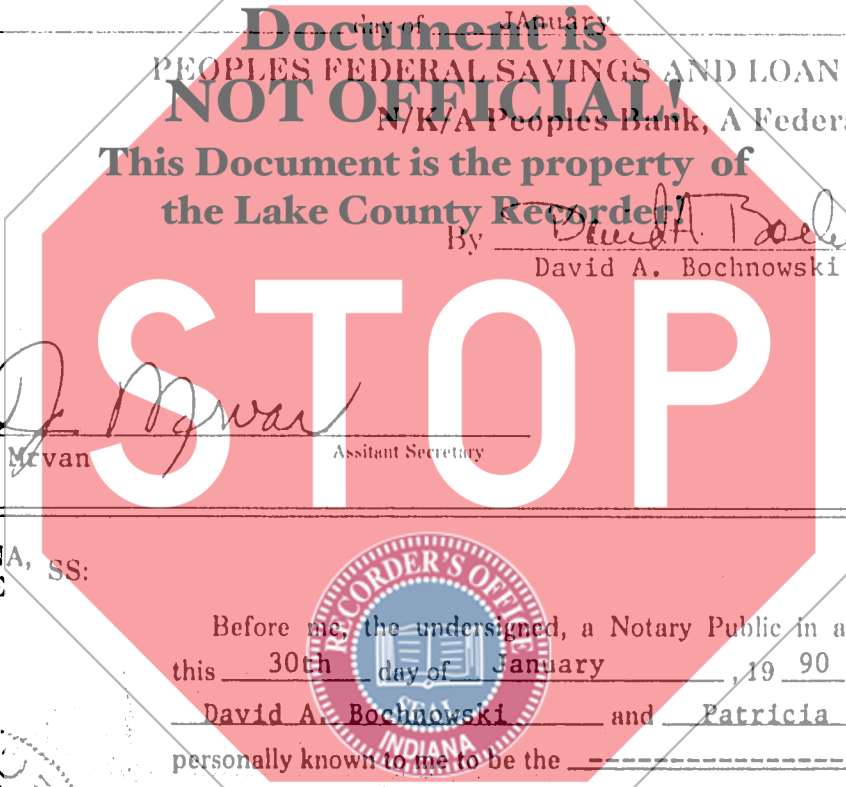 Document is
day of JAnuary
PEOPLES FEDERAL SAVINGS AND LOAN
NOT OFFICIAL!
N/K/A Peoples Bank, A Federa
This Document is the property of
the Lake County Recorder!
By David A. Boch
David A. Bochnowski
STOP
Mrvan
Mrvan Assitant Secretary
A, SS:
RECORDER'S OFFICE
Before me, the undersigned, a Notary Public in a
this 30th day of January, 19 90
SEAL
David A. Bochnowski and Patricia
INDIANA
personally known to me to be the ----------------